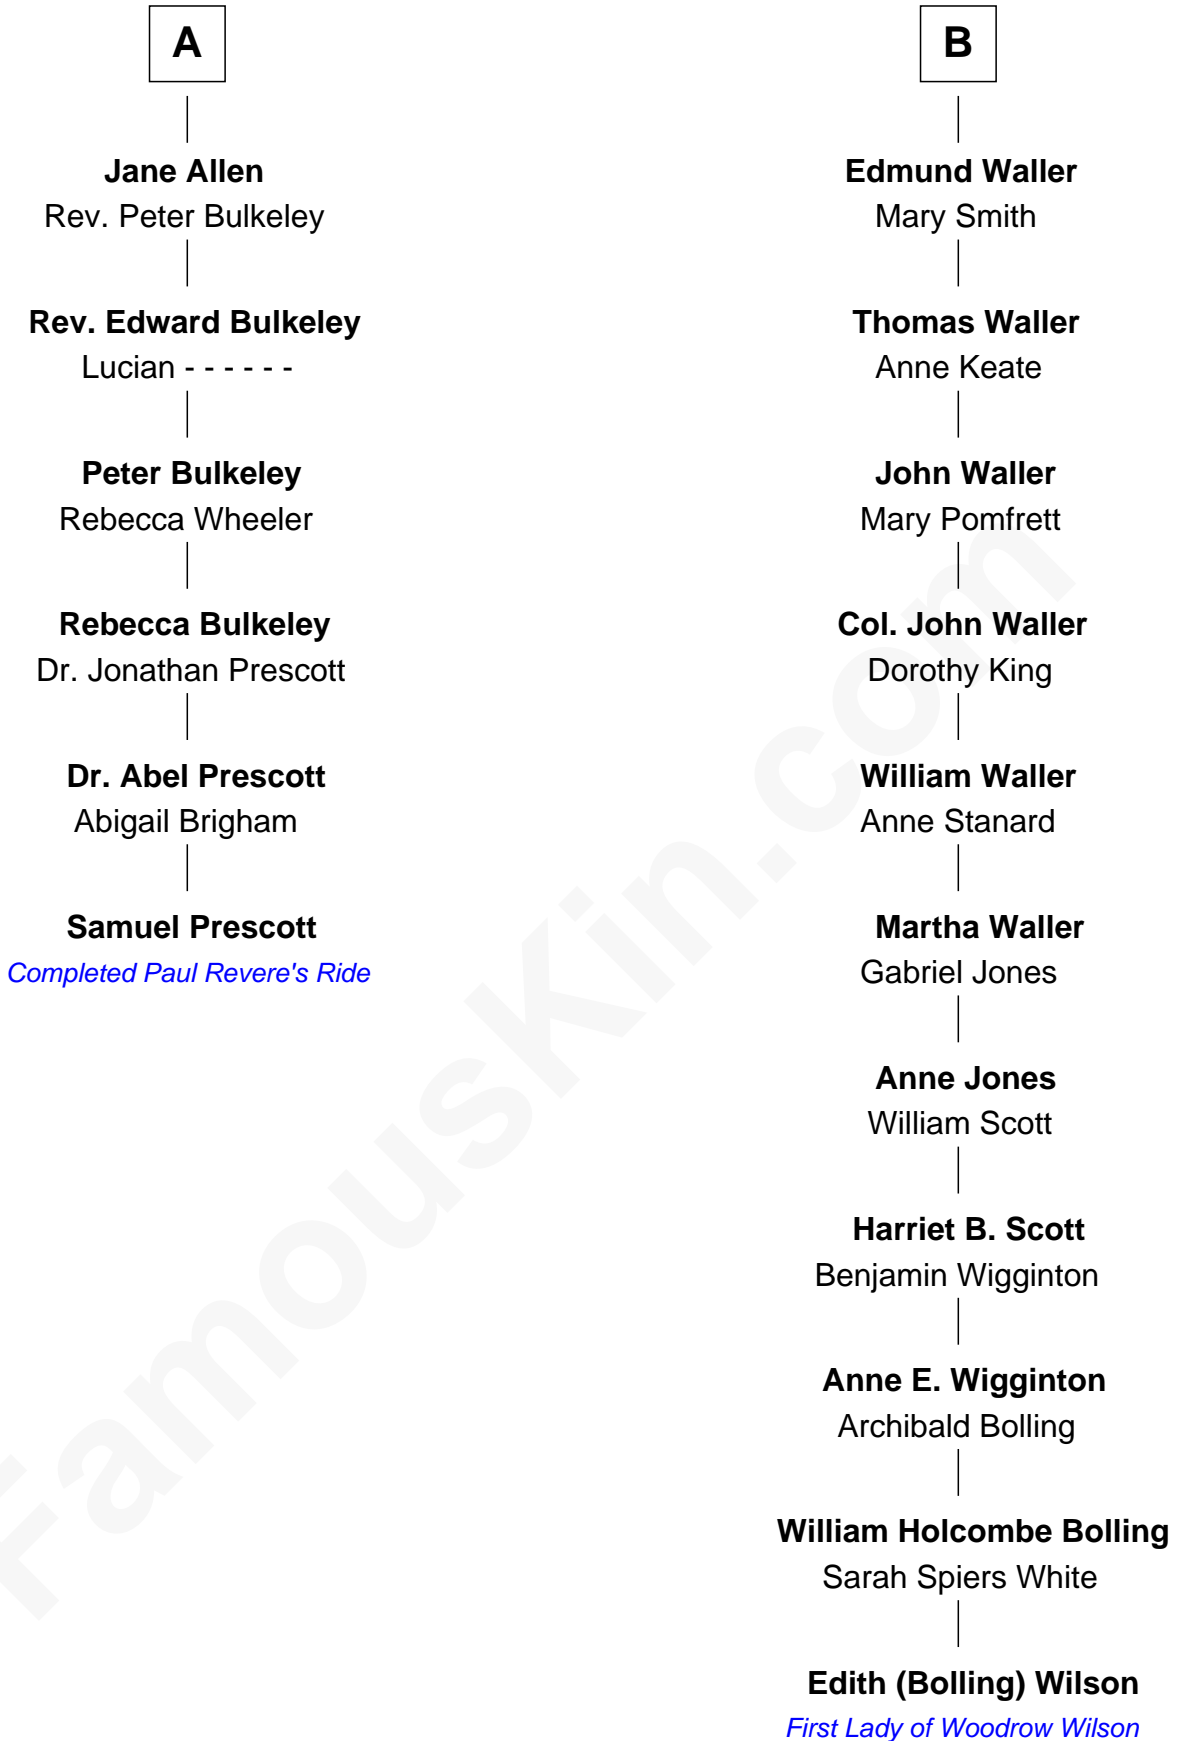 A
Jane Allen
Rev. Peter Bulkeley
Rev. Edward Bulkeley
Lucian - - - - - -
Peter Bulkeley
Rebecca Wheeler
Rebecca Bulkeley
Dr. Jonathan Prescott
Dr. Abel Prescott
Abigail Brigham
Samuel Prescott
Completed Paul Revere's Ride
B
Edmund Waller
Mary Smith
Thomas Waller
Anne Keate
John Waller
Mary Pomfrett
Col. John Waller
Dorothy King
William Waller
Anne Stanard
Martha Waller
Gabriel Jones
Anne Jones
William Scott
Harriet B. Scott
Benjamin Wigginton
Anne E. Wigginton
Archibald Bolling
William Holcombe Bolling
Sarah Spiers White
Edith (Bolling) Wilson
First Lady of Woodrow Wilson
FamousKin.com